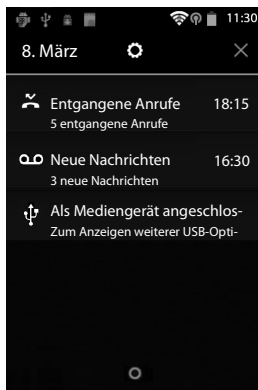 11:30
8. März
Entgangene Anrufe 18:15
5 entgangene Anrufe
Neue Nachrichten 16:30
3 neue Nachrichten
Als Mediengerät angeschlos-
Zum Anzeigen weiterer USB-Opti-